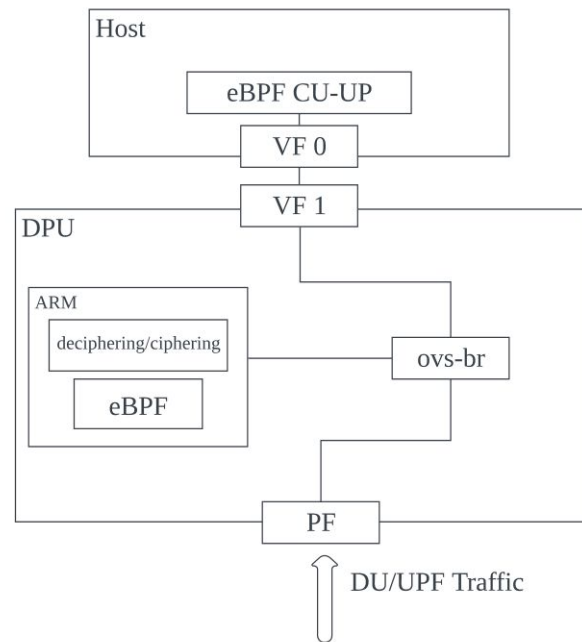 Host
eBPF CU-UP
VF 0
VF 1
DPU
ARM
deciphering/ciphering
eBPF
ovs-br
PF
DU/UPF Traffic